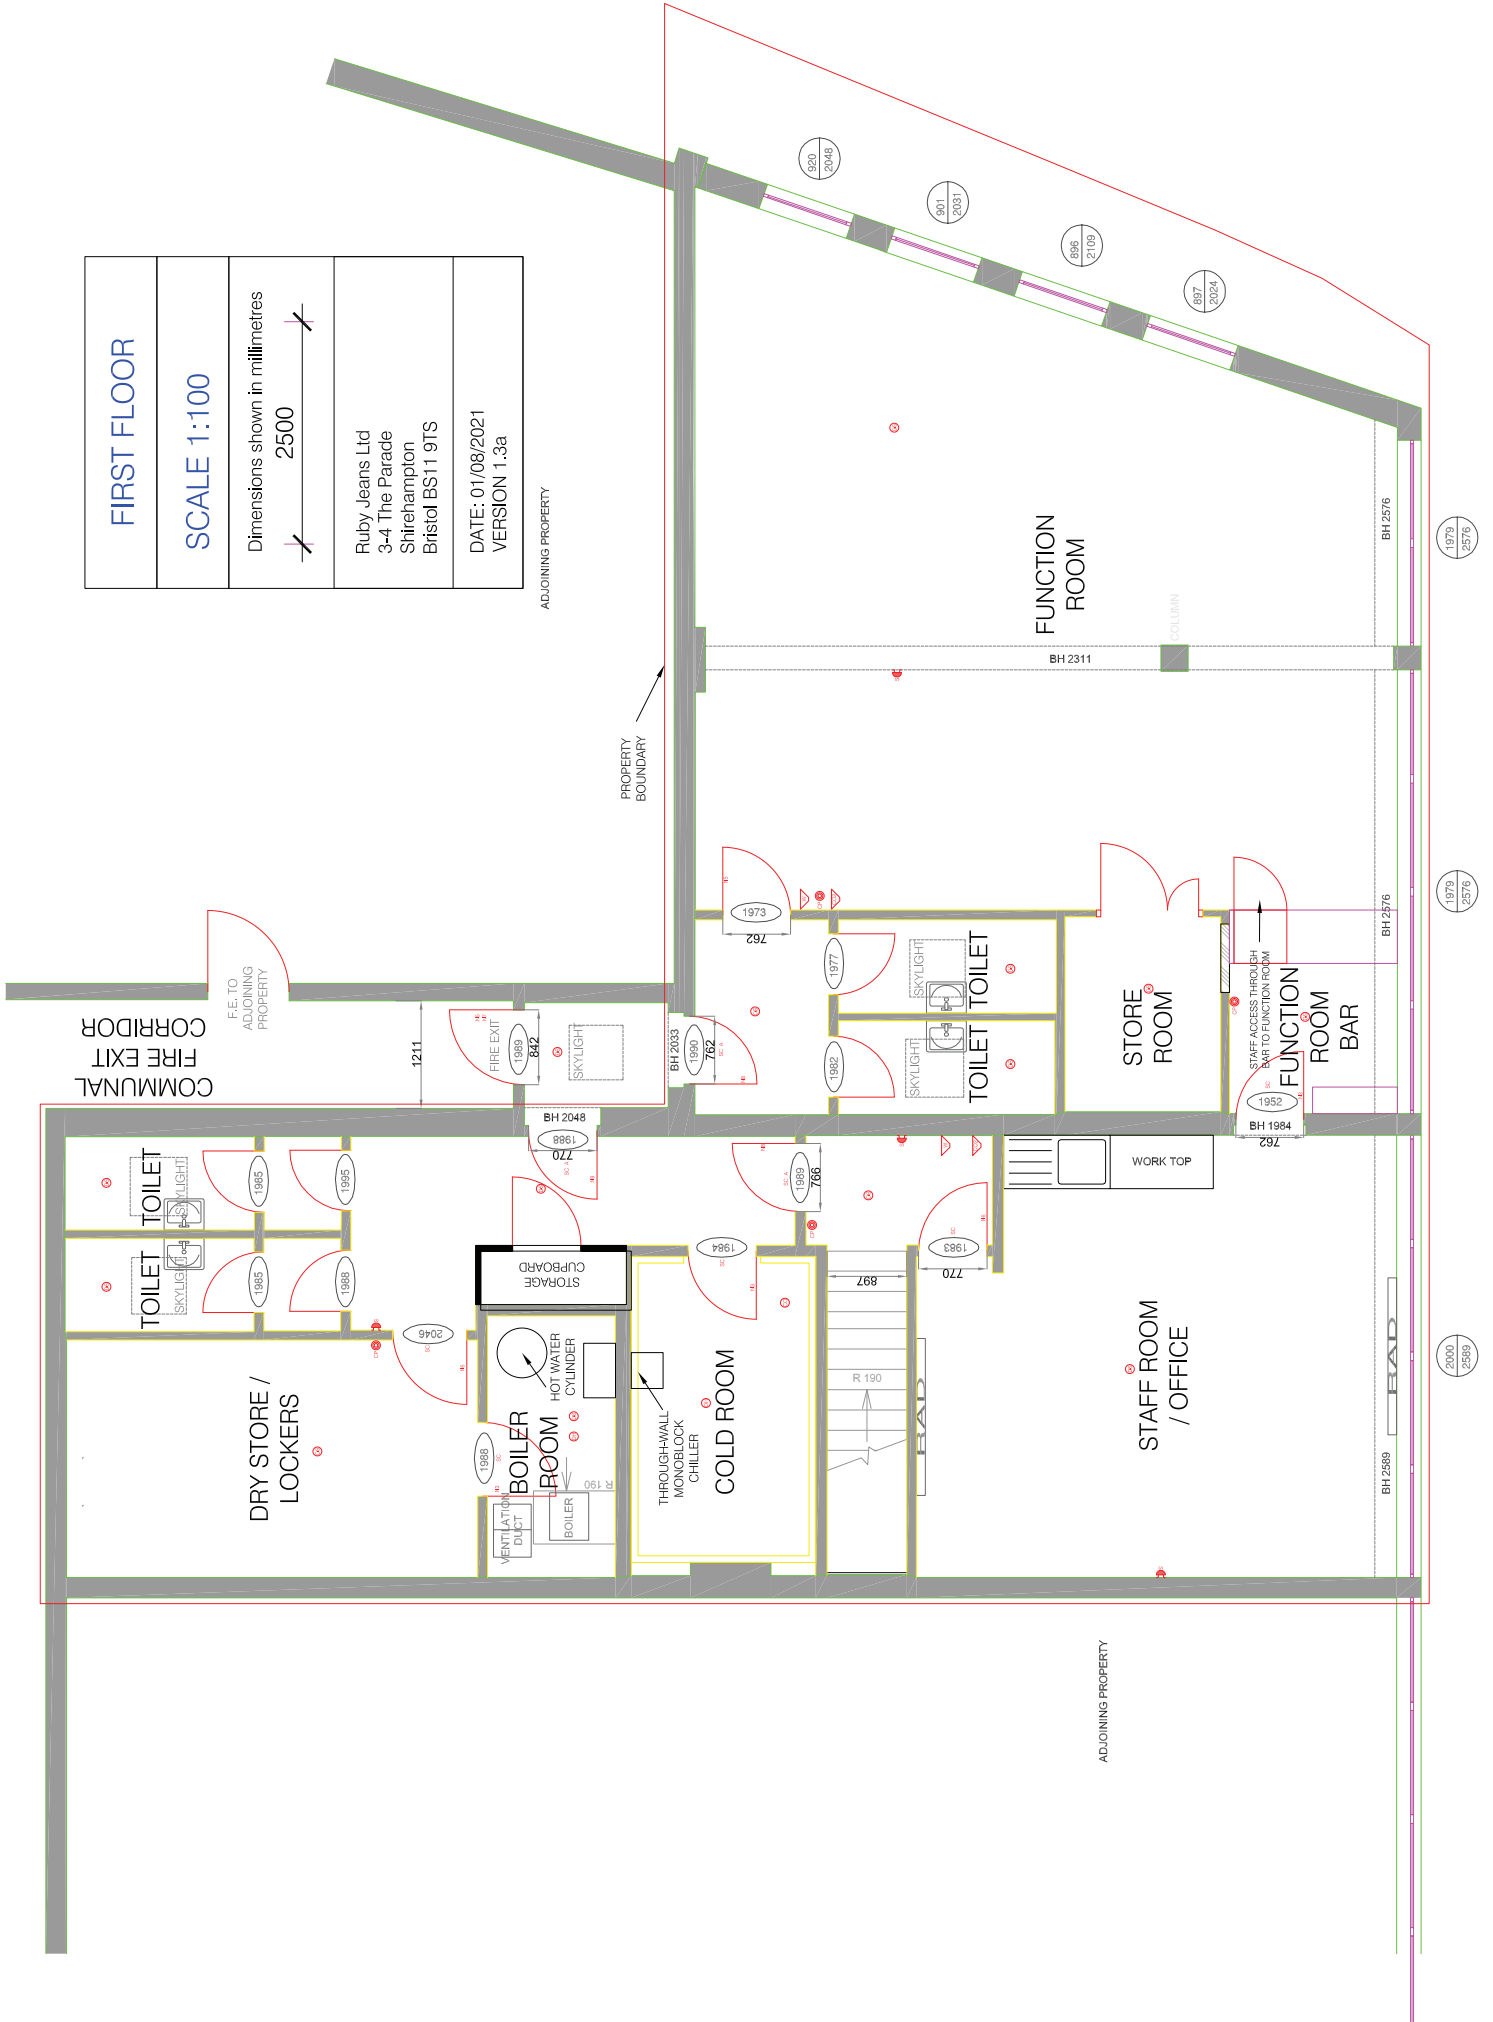 FIRST FLOOR
SCALE 1:100
Dimensions shown in millimetres
2500
Ruby Jeans Ltd
3-4 The Parade
Shirehampton
Bristol BS11 9TS
DATE: 01/08/2021
VERSION 1.3a
ADJOINING PROPERTY
PROPERTY
BOUNDARY
920
2048
901
2031
896
2109
897
2024
FUNCTION
ROOM
COLUMN
BH 2311
BH 2576
1979
2576
BH 2576
1979
2576
COMMUNAL
FIRE EXIT
CORRIDOR
F.E. TO
ADJOINING
PROPERTY
1211
FIRE EXIT
1989
842
SKYLIGHT
BH 2033
1990
762
BH 2048
1988
770
1973
762
1977
SKYLIGHT
TOILET
1982
SKYLIGHT
TOILET
STORE
ROOM
STAFF ACCESS THROUGH
BAR TO FUNCTION ROOM
FUNCTION
ROOM
BAR
1952
BH 1984
762
TOILET
SKYLIGHT
1985
1995
TOILET
SKYLIGHT
1985
1988
2046
DRY STORE /
LOCKERS
STORAGE
CUPBOARD
HOT WATER
CYLINDER
BOILER
ROOM
1988
VENTILATION
DUCT
BOILER
R 190
THROUGH-WALL
MONOBLOCK
CHILLER
COLD ROOM
1984
1989
766
897
R 190
1983
770
WORK TOP
RAD
STAFF ROOM
/ OFFICE
RAD
BH 2589
2000
2589
ADJOINING PROPERTY